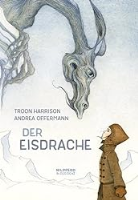 TROON HARRISON
ANDREA OFFERMANN
DER
EISDRACHE